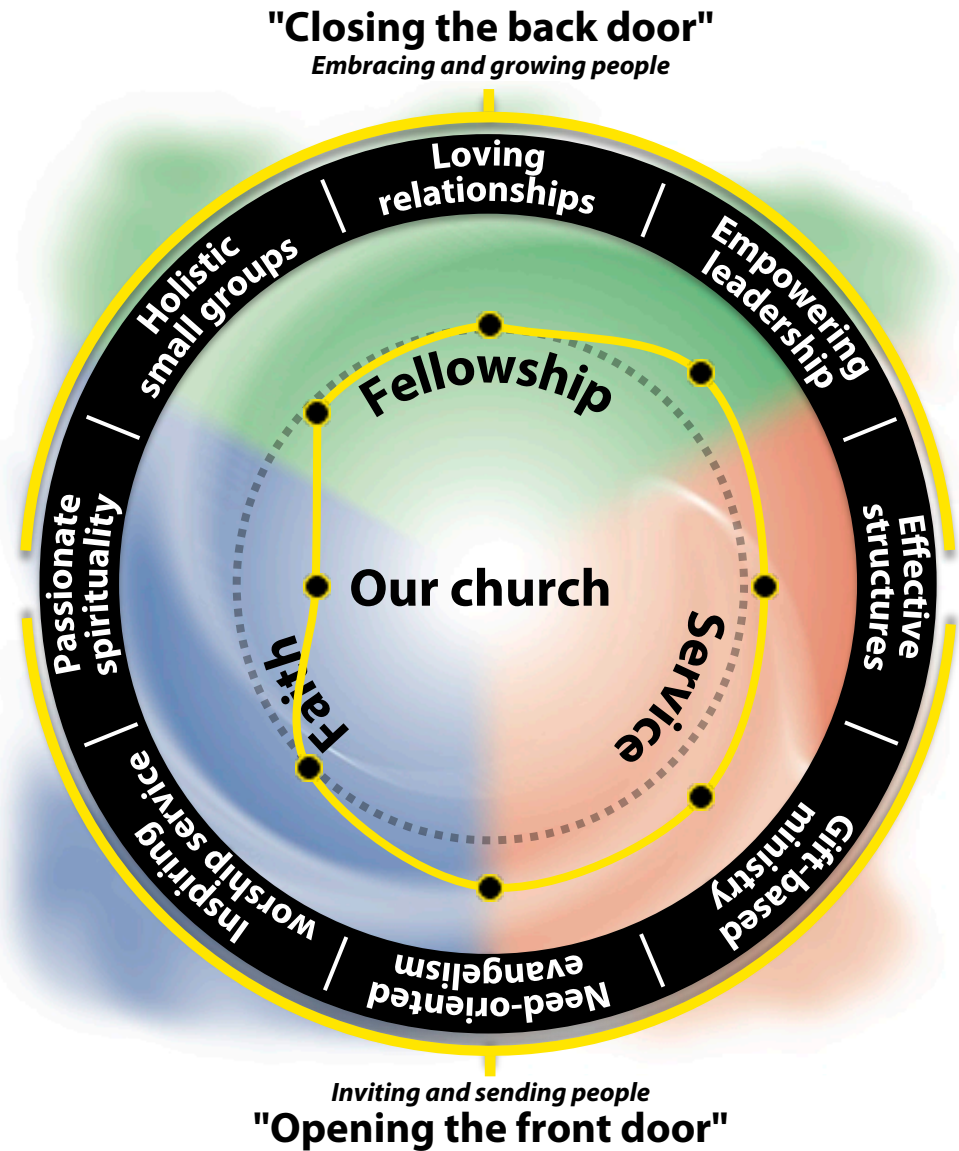 "Closing the back door"
Embracing and growing people
Loving
relationships
Empowering
leadership
Effective
structures
Gift-based
ministry
Need-oriented
evangelism
Inspiring
worship service
Passionate
spirituality
Holistic
small groups
Fellowship
Our church
Service
Faith
Inviting and sending people
"Opening the front door"